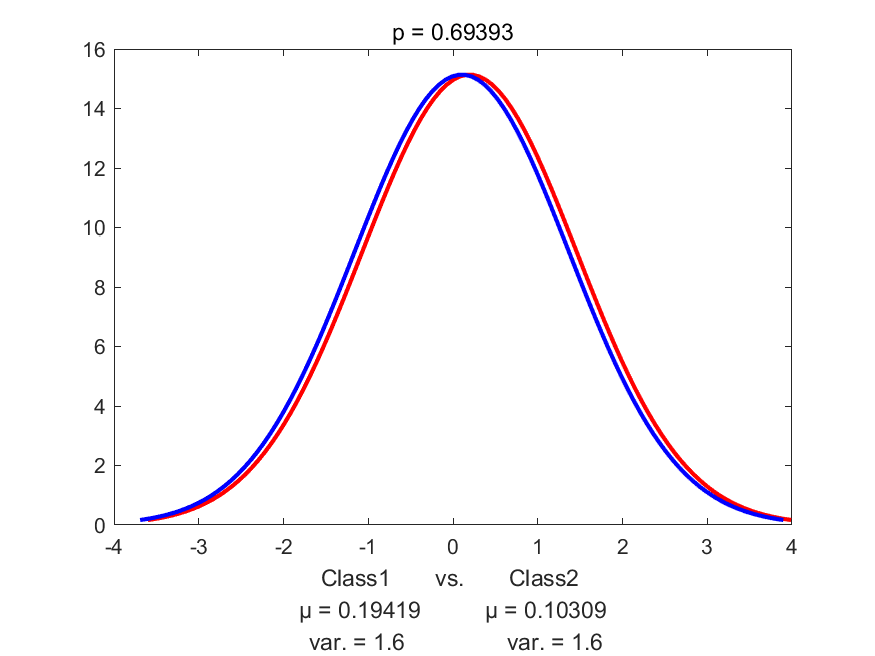 p = 0.69393
16
14
12
10
8
6
4
2
0
-4 -3 -2 -1 0 1 2 3 4
Class1 vs. Class2
μ = 0.19419 μ = 0.10309
var. = 1.6 var. = 1.6